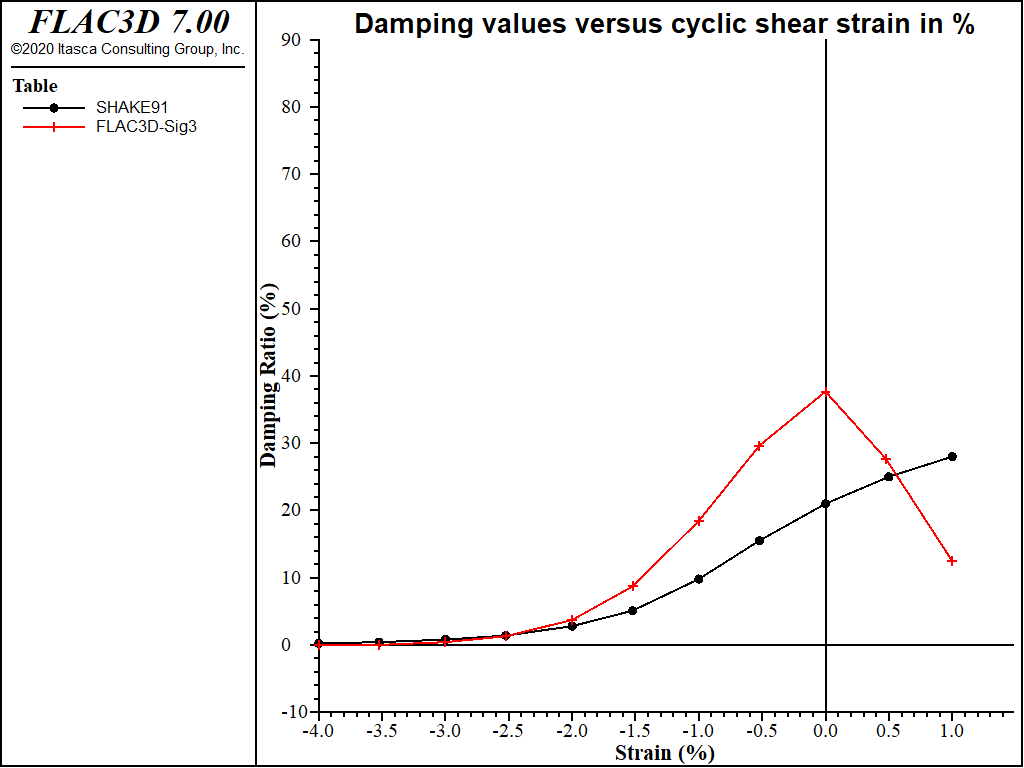 FLAC3D 7.00
©2020 Itasca Consulting Group, Inc.
Table
SHAKE91
FLAC3D-Sig3
Damping values versus cyclic shear strain in %
90
80
70
60
50
40
30
20
10
0
-10
Damping Ratio (%)
-4.0 -3.5 -3.0 -2.5 -2.0 -1.5 -1.0 -0.5 0.0 0.5 1.0
Strain (%)